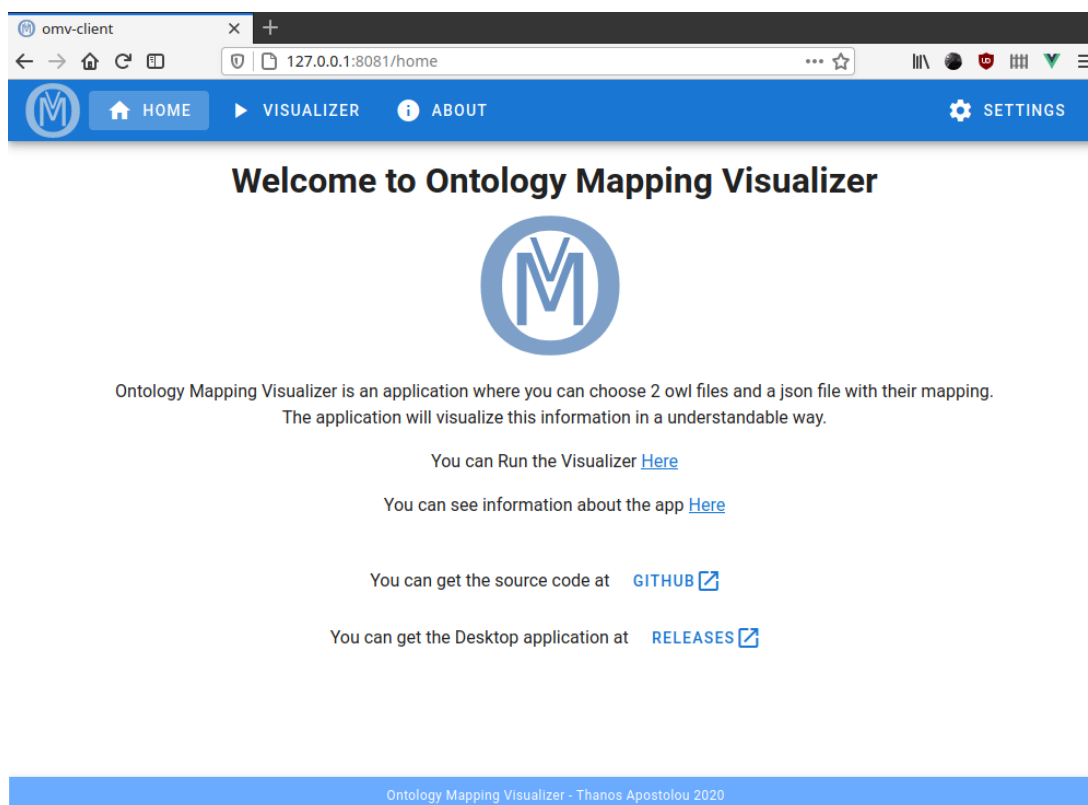 omv-client
127.0.0.1:8081/home
HOME VISUALIZER ABOUT SETTINGS
Welcome to Ontology Mapping Visualizer
Ontology Mapping Visualizer is an application where you can choose 2 owl files and a json file with their mapping.
The application will visualize this information in a understandable way.
You can Run the Visualizer Here
You can see information about the app Here
You can get the source code at GITHUB
You can get the Desktop application at RELEASES
Ontology Mapping Visualizer - Thanos Apostolou 2020